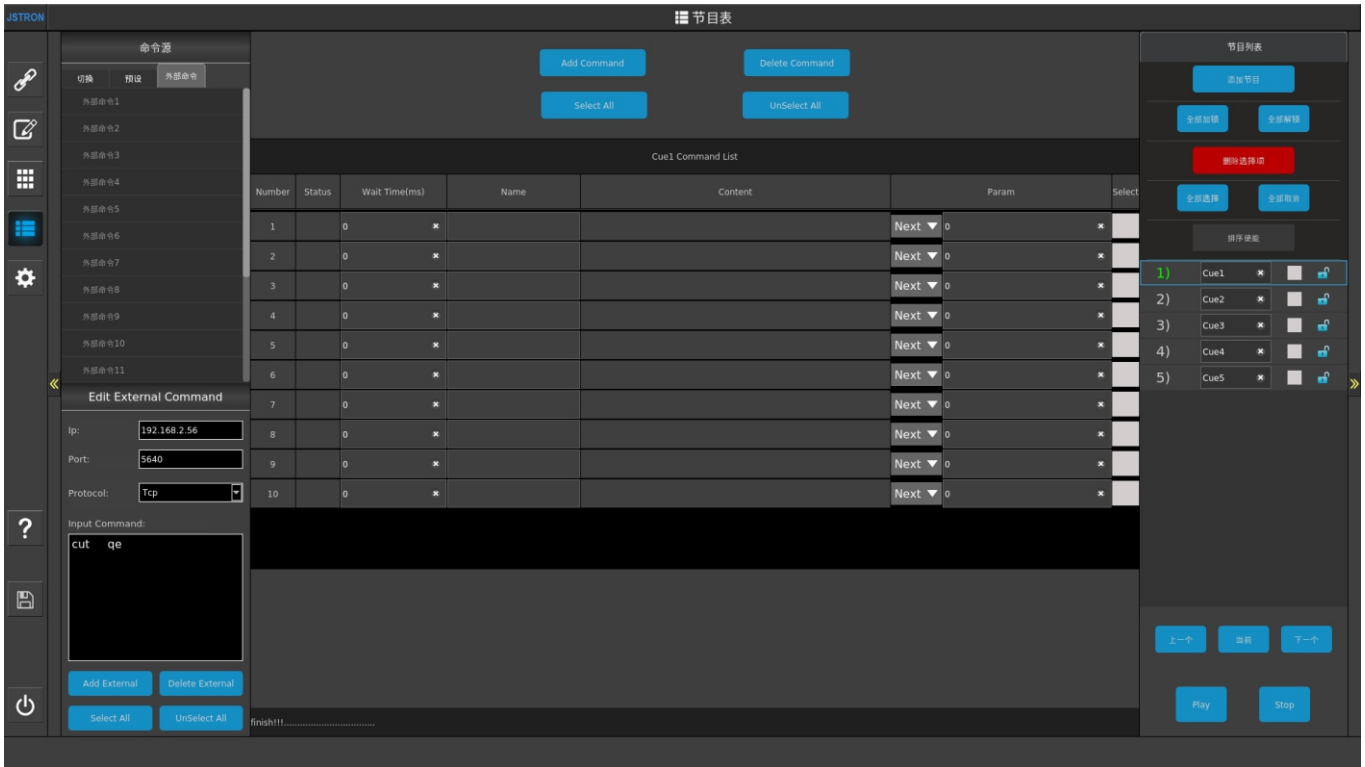 JSTRON
节目表
命令源
切换 预设 外部命令
外部命令1
外部命令2
外部命令3
外部命令4
外部命令5
外部命令6
外部命令7
外部命令8
外部命令9
外部命令10
外部命令11
Edit External Command
Ip: 192.168.2.56
Port: 5640
Protocol: Tcp
Input Command:
cut qe
Add External Delete External
Select All UnSelect All
Add Command Delete Command
Select All UnSelect All
Cue1 Command List
Number Status Wait Time(ms) Name Content Param Select
1 0 Next 0
2 0 Next 0
3 0 Next 0
4 0 Next 0
5 0 Next 0
6 0 Next 0
7 0 Next 0
8 0 Next 0
9 0 Next 0
10 0 Next 0
finish!!!.................................
节目列表
添加节目
全部加锁 全部解锁
删除选择项
全部选择 全部取消
排序使能
1) Cue1
2) Cue2
3) Cue3
4) Cue4
5) Cue5
上一个 当前 下一个
Play Stop